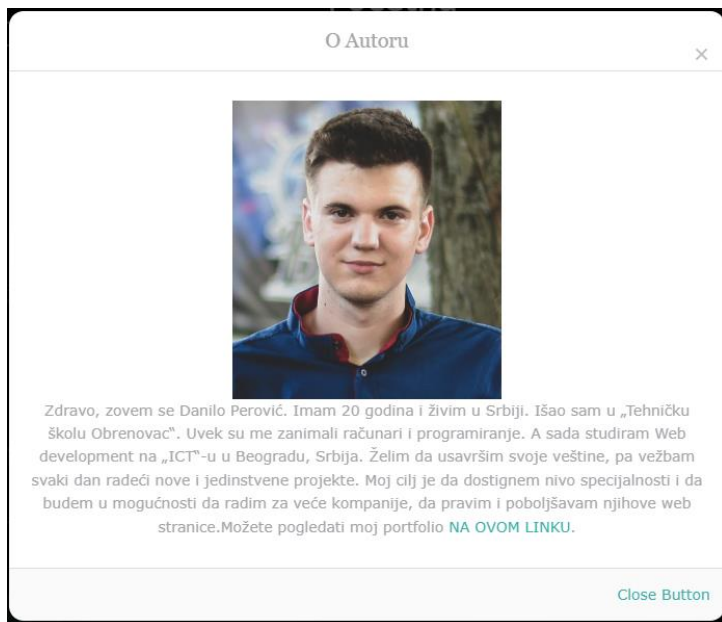 O Autoru
×
Zdravo, zovem se Danilo Perović. Imam 20 godina i živim u Srbiji. Išao sam u „Tehničku
školu Obrenovac“. Uvek su me zanimali računari i programiranje. A sada studiram Web
development na „ICT“-u u Beogradu, Srbija. Želim da usavršim svoje veštine, pa vežbam
svaki dan radeći nove i jedinstvene projekte. Moj cilj je da dostignem nivo specijalnosti i da
budem u mogućnosti da radim za veće kompanije, da pravim i poboljšavam njihove web
stranice.Možete pogledati moj portfolio NA OVOM LINKU.
Close Button